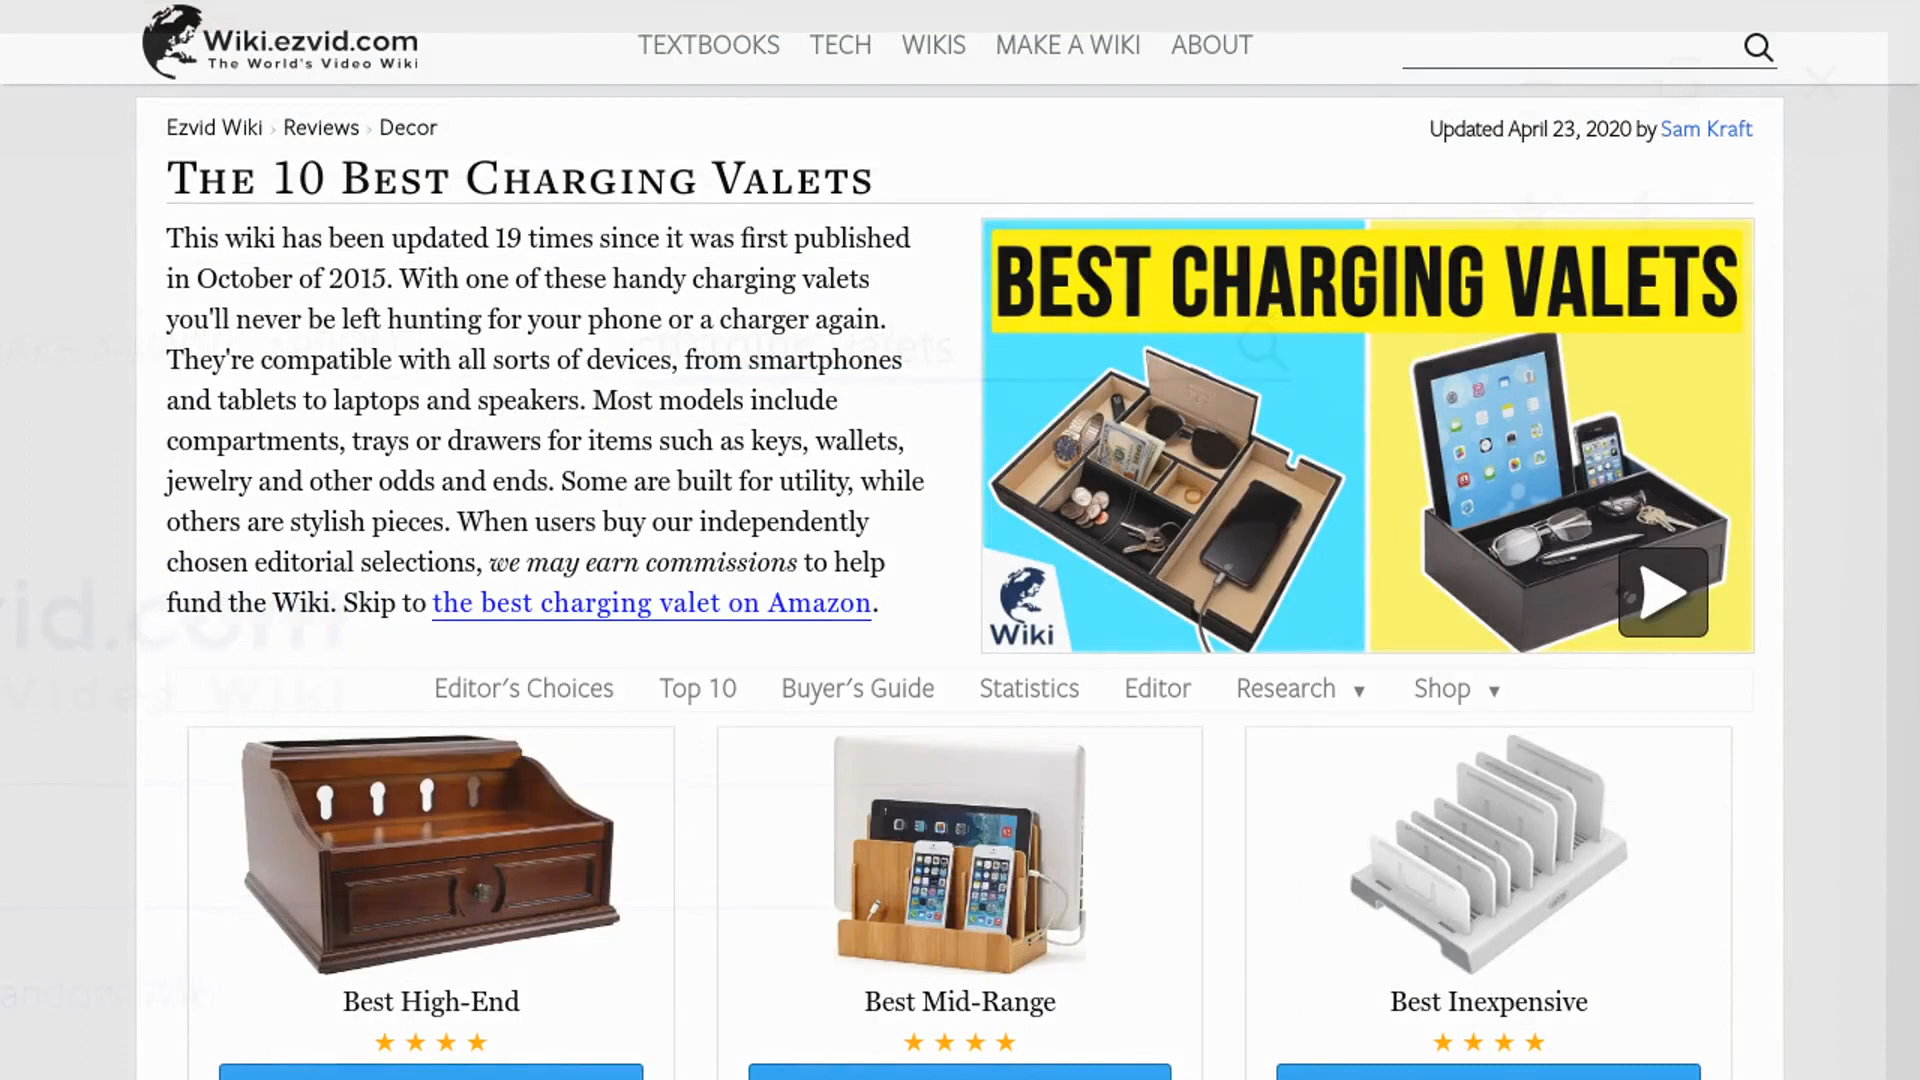 Wiki.ezvid.com
The World's Video Wiki
TEXTBOOKS TECH WIKIS MAKE A WIKI ABOUT
Ezvid Wiki › Reviews › Decor
Updated April 23, 2020 by Sam Kraft
The 10 Best Charging Valets
This wiki has been updated 19 times since it was first published
in October of 2015. With one of these handy charging valets
you'll never be left hunting for your phone or a charger again.
They're compatible with all sorts of devices, from smartphones
and tablets to laptops and speakers. Most models include
compartments, trays or drawers for items such as keys, wallets,
jewelry and other odds and ends. Some are built for utility, while
others are stylish pieces. When users buy our independently
chosen editorial selections, we may earn commissions to help
fund the Wiki. Skip to the best charging valet on Amazon.
BEST CHARGING VALETS
Wiki
Editor's Choices Top 10 Buyer's Guide Statistics Editor Research ▼ Shop ▼
Best High-End
Best Mid-Range
Best Inexpensive